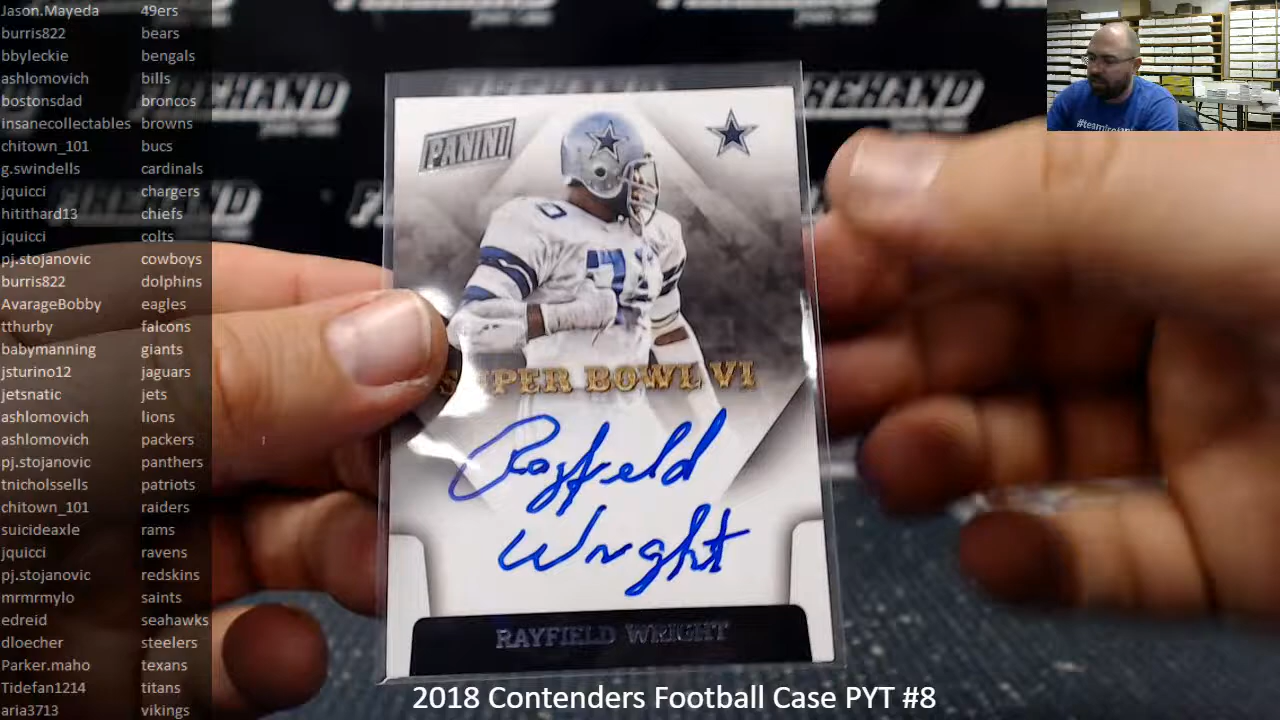 Jason.Mayeda 49ers
burris822 bears
bbyleckie bengals
ashlomovich bills
bostonsdad broncos
insanecollectables browns
chitown_101 bucs
g.swindells cardinals
jquicci chargers
hitithard13 chiefs
jquicci colts
pj.stojanovic cowboys
burris822 dolphins
AvarageBobby eagles
tthurby falcons
babymanning giants
jsturino12 jaguars
jetsnatic jets
ashlomovich lions
ashlomovich packers
pj.stojanovic panthers
tnicholssells patriots
chitown_101 raiders
suicideaxle rams
jquicci ravens
pj.stojanovic redskins
mrmrmylo saints
edreid seahawks
dloecher steelers
Parker.maho texans
Tidefan1214 titans
aria3713 vikings
PANINI
70
SUPER BOWL VI
Rayfield
Wright
RAYFIELD WRIGHT
2018 Contenders Football Case PYT #8